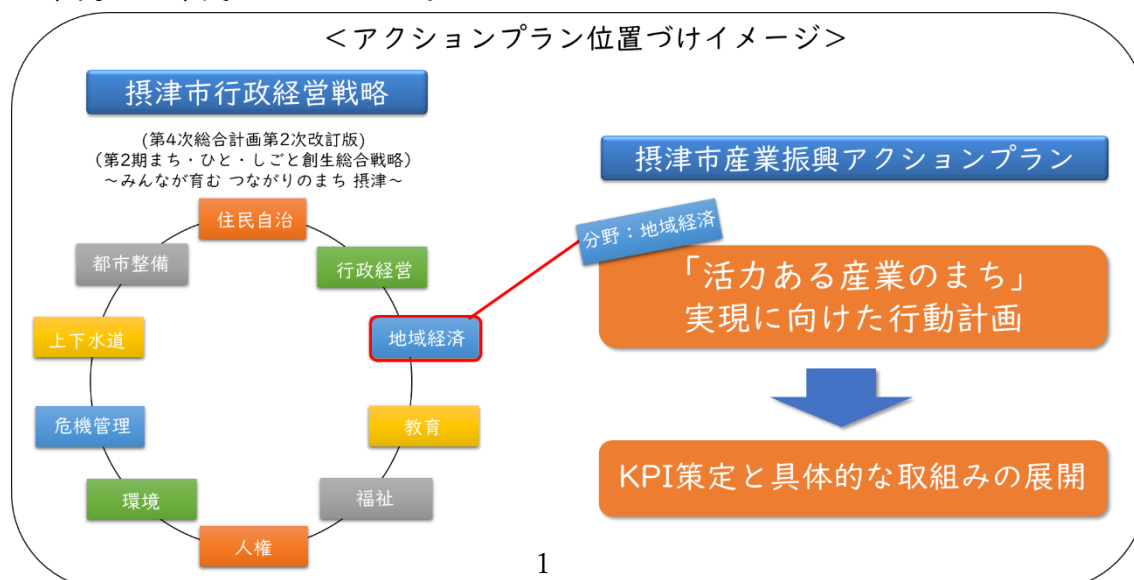 ＜アクションプラン位置づけイメージ＞
摂津市行政経営戦略
(第4次総合計画第2次改訂版)
(第2期まち・ひと・しごと創生総合戦略)
～みんなが育む つながりのまち 摂津～
住民自治
行政経営
地域経済
教育
福祉
人権
環境
危機管理
上下水道
都市整備
摂津市産業振興アクションプラン
分野：地域経済
「活力ある産業のまち」
実現に向けた行動計画
KPI策定と具体的な取組みの展開
1